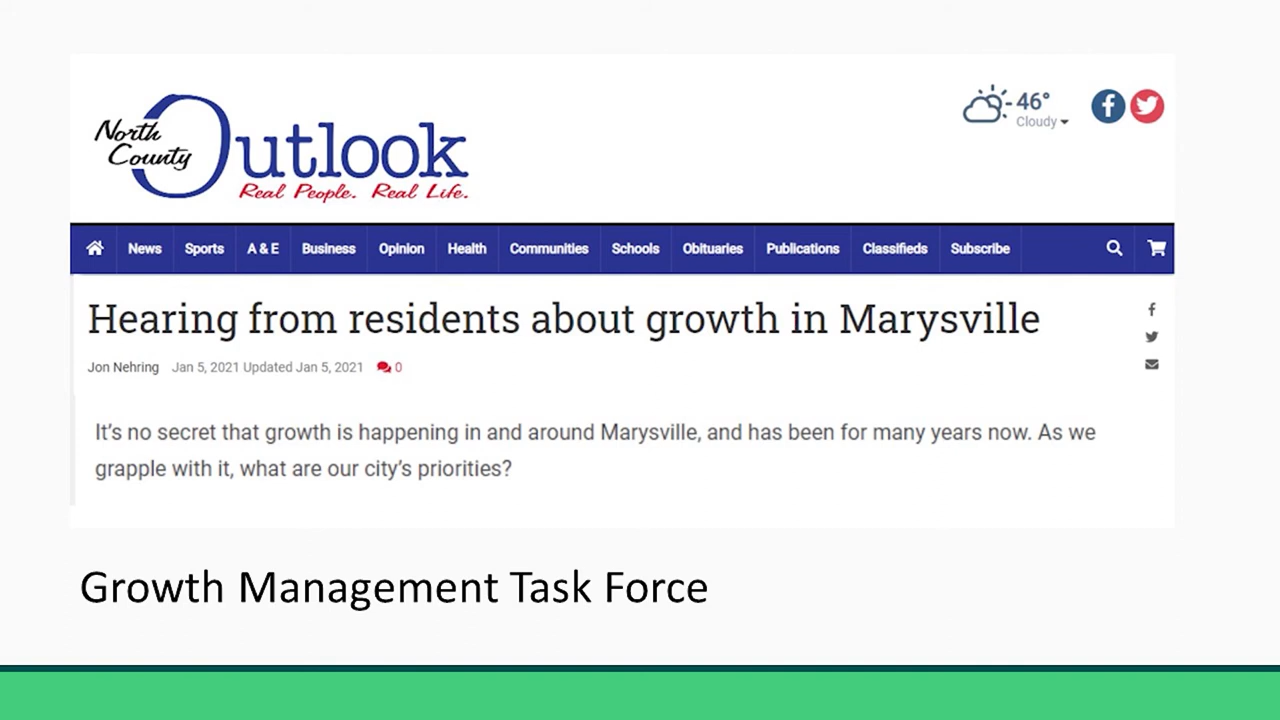 North County Outlook
Real People. Real Life.
46°
Cloudy
News Sports A & E Business Opinion Health Communities Schools Obituaries Publications Classifieds Subscribe
Hearing from residents about growth in Marysville
Jon Nehring Jan 5, 2021 Updated Jan 5, 2021 0
It's no secret that growth is happening in and around Marysville, and has been for many years now. As we
grapple with it, what are our city's priorities?
Growth Management Task Force